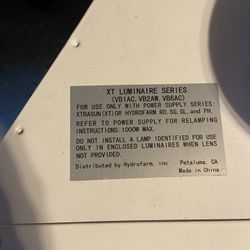 XT LUMINAIRE SERIES
(VB1AC, VB2AW, VB6AC)
FOR USE ONLY WITH POWER SUPPLY SERIES:
XTRASUN(XT)OR HYDROFARM RD, SG, GL, and PH.
REFER TO POWER SUPPLY FOR RELAMPING
INSTRUCTIONS:1000W MAX.
DO NOT INSTALL A LAMP IDENTIFIED FOR USE
ONLY IN ENCLOSED LUMINAIRES WHEN LENS
NOT PROVIDED.
Distributed by Hydrofarm, inc Petaluma, CA
Made in China